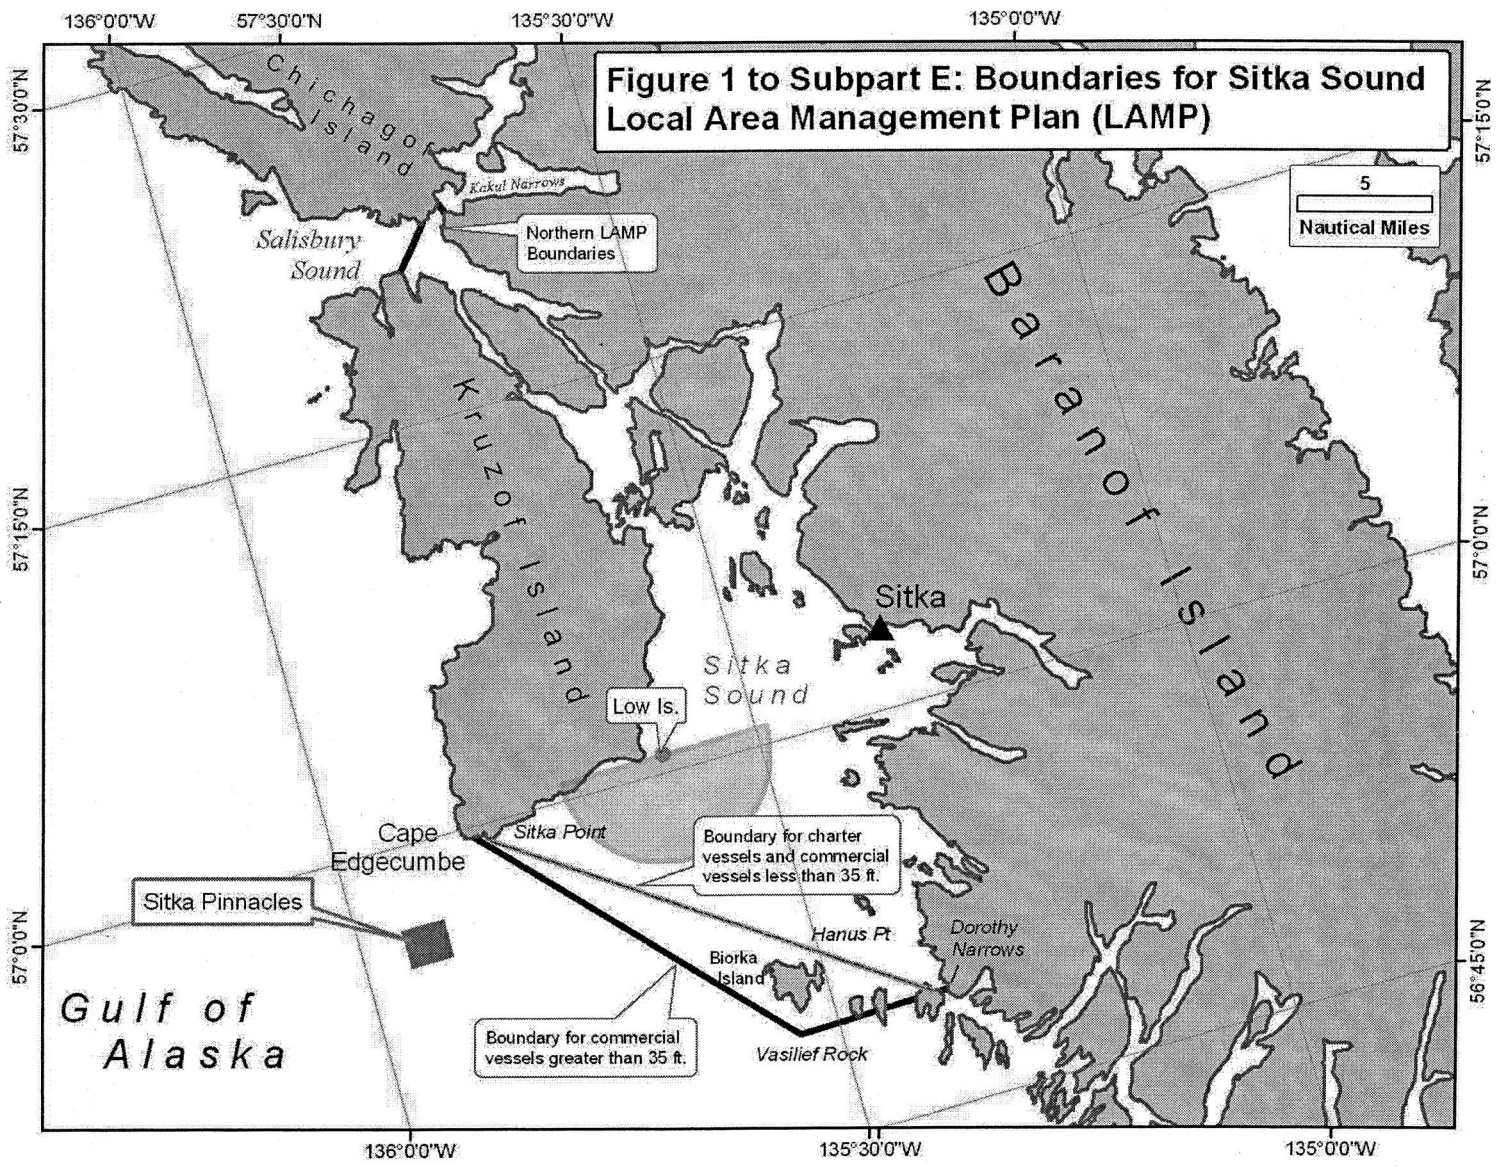 136°0'0"W
57°30'0"N
135°30'0"W
135°0'0"W
Figure 1 to Subpart E: Boundaries for Sitka Sound
Local Area Management Plan (LAMP)
57°30'0"N
57°15'0"N
Chichagof
Island
Kakul Narrows
5
Nautical Miles
Salisbury
Sound
Northern LAMP
Boundaries
Baranof Island
Kruzof Island
57°15'0"N
57°0'0"N
Sitka
Sitka
Sound
Low Is.
Cape
Edgecumbe
Sitka Point
Boundary for charter
vessels and commercial
vessels less than 35 ft.
Sitka Pinnacles
Hanus Pt
Dorothy
Narrows
57°0'0"N
56°45'0"N
Biorka
Island
Gulf of
Alaska
Boundary for commercial
vessels greater than 35 ft.
Vasilief Rock
136°0'0"W
135°30'0"W
135°0'0"W